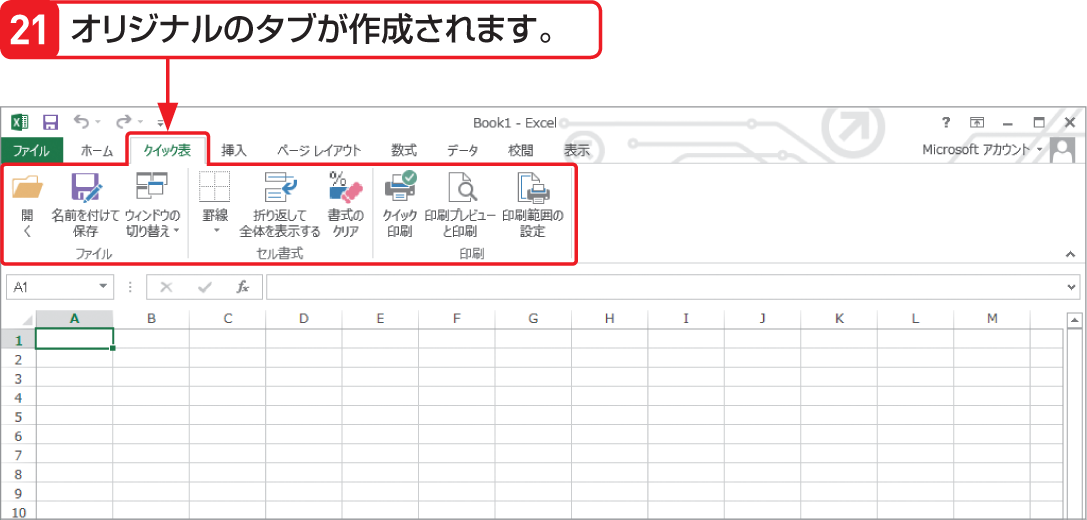 21 オリジナルのタブが作成されます。
Book1 - Excel
ファイル ホーム クイック表 挿入 ページ レイアウト 数式 データ 校閲 表示 Microsoft アカウント
開く
名前を付けて保存
ウィンドウの切り替え
罫線
折り返して全体を表示する
書式のクリア
クイック印刷
印刷プレビューと印刷
印刷範囲の設定
ファイル セル書式 印刷
A1 fx
A B C D E F G H I J K L M
1
2
3
4
5
6
7
8
9
10